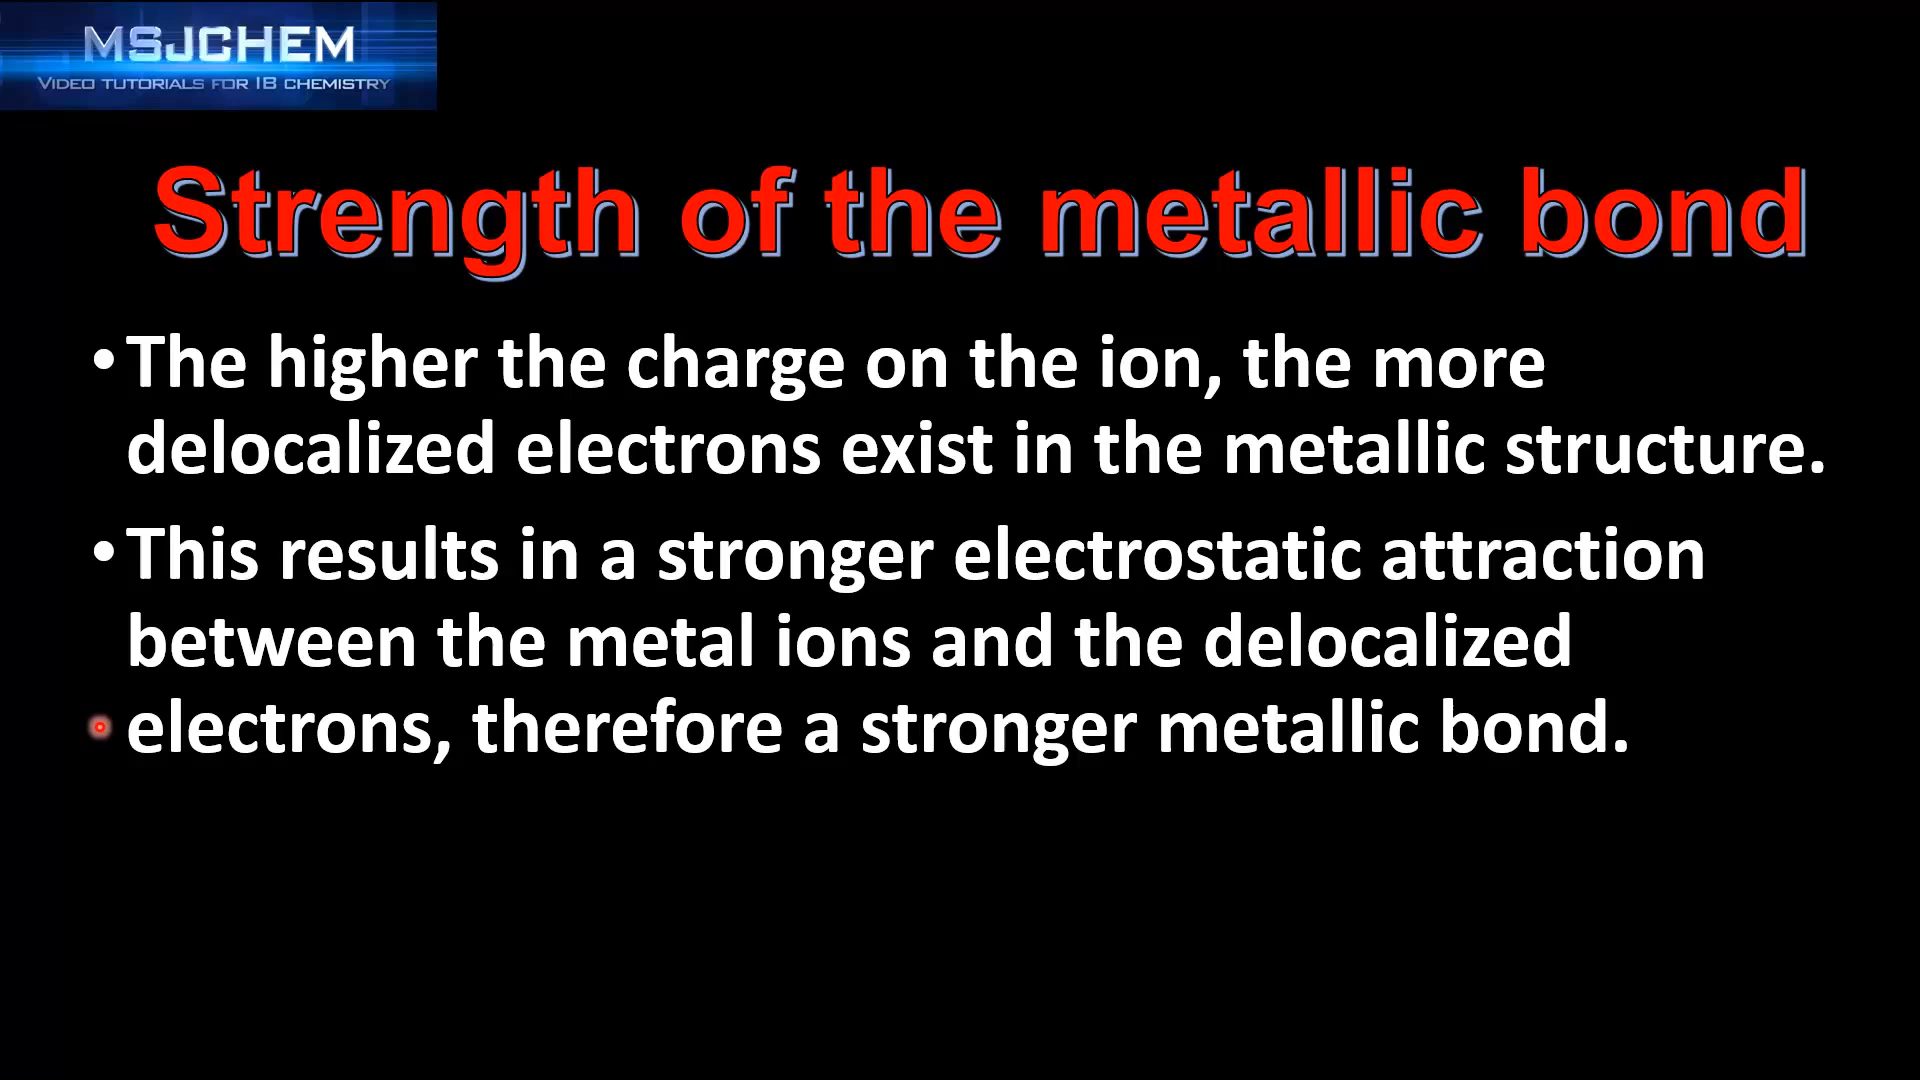 MSJCHEM
VIDEO TUTORIALS FOR IB CHEMISTRY
Strength of the metallic bond
• The higher the charge on the ion, the more
delocalized electrons exist in the metallic structure.
• This results in a stronger electrostatic attraction
between the metal ions and the delocalized
electrons, therefore a stronger metallic bond.